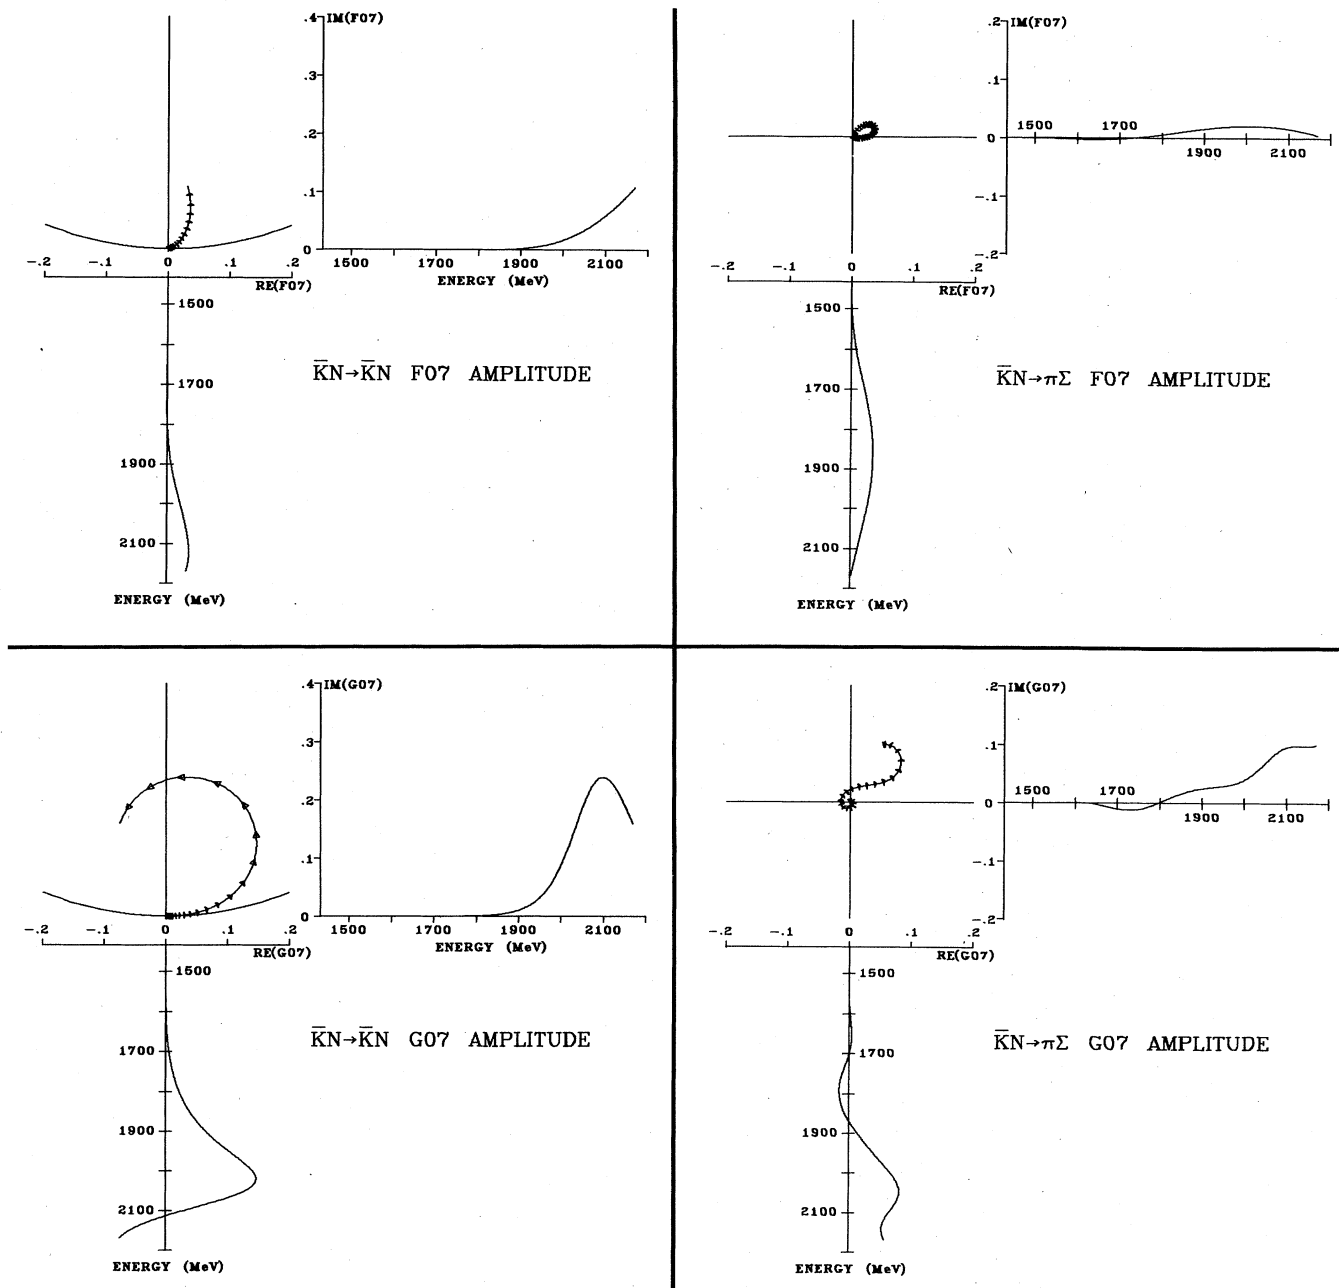 .4 IM(F07)
.3
.2
.1
0
1500 1700 1900 2100
ENERGY (MeV)
-.2 -.1 0 .1 .2
RE(F07)
1500
1700
1900
2100
ENERGY (MeV)
K̅N→K̅N F07 AMPLITUDE
.2 IM(F07)
.1
0
-.1
-.2
1500 1700
1900 2100
-.2 -.1 0 .1 .2
RE(F07)
1500
1700
1900
2100
ENERGY (MeV)
K̅N→πΣ F07 AMPLITUDE
.4 IM(G07)
.3
.2
.1
0
1500 1700 1900 2100
ENERGY (MeV)
-.2 -.1 0 .1 .2
RE(G07)
1500
1700
1900
2100
ENERGY (MeV)
K̅N→K̅N G07 AMPLITUDE
.2 IM(G07)
.1
0
-.1
-.2
1500 1700
1900 2100
-.2 -.1 0 .1 .2
RE(G07)
1500
1700
1900
2100
ENERGY (MeV)
K̅N→πΣ G07 AMPLITUDE